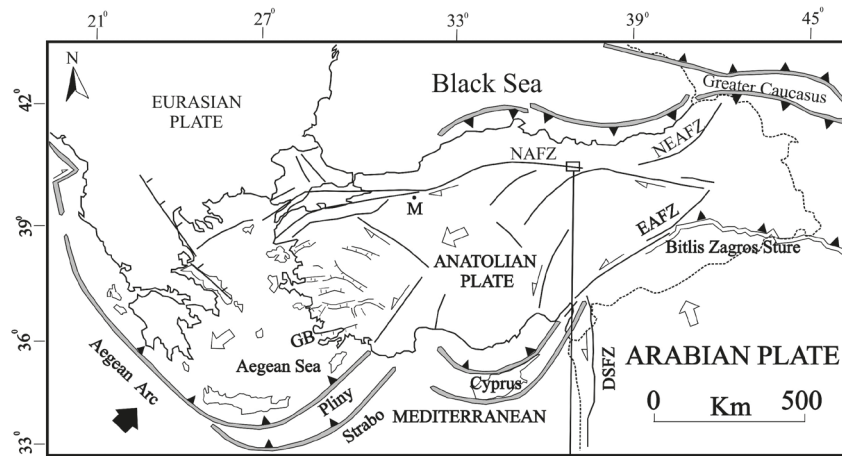 21° 27° 33° 39° 45°
N
Black Sea
Greater Caucasus
42°
EURASIAN
PLATE
NAFZ
NEAFZ
M
39°
EAFZ
Bitlis Zagros Sture
ANATOLIAN
PLATE
GB
36°
Aegean Arc
Aegean Sea
ARABIAN PLATE
DSFZ
Cyprus
Pliny
Strabo
MEDITERRANEAN
0 Km 500
33°